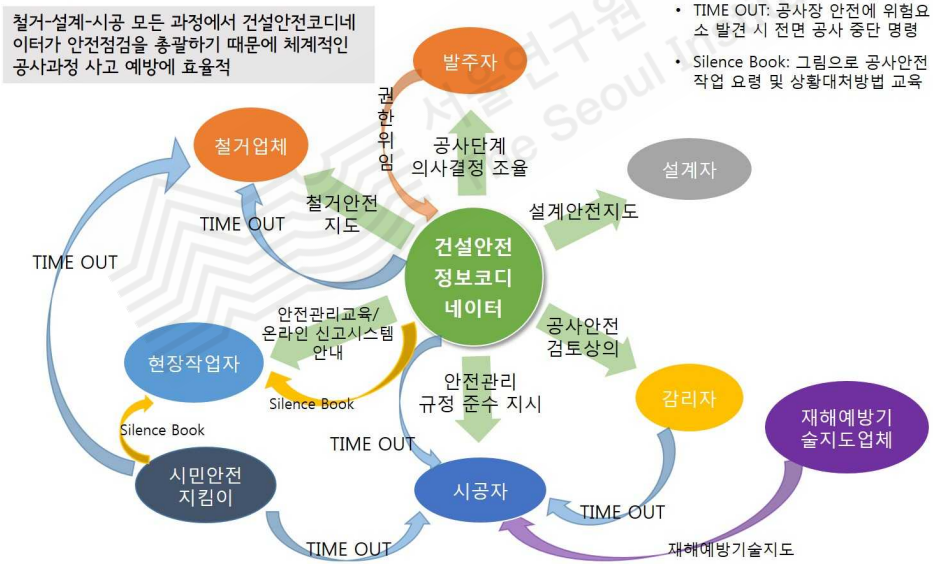 철거-설계-시공 모든 과정에서 건설안전코디네
이터가 안전점검을 총괄하기 때문에 체계적인
공사과정 사고 예방에 효율적
• TIME OUT: 공사장 안전에 위험요
소 발견 시 전면 공사 중단 명령
• Silence Book: 그림으로 공사안전
작업 요령 및 상황대처방법 교육
발주자
권한위임
철거업체
공사단계
의사결정 조율
설계자
철거안전
지도
TIME OUT
설계안전지도
TIME OUT
건설안전
정보코디
네이터
안전관리교육/
온라인 신고시스템
안내
공사안전
검토상의
현장작업자
안전관리
규정 준수 지시
감리자
Silence Book
재해예방기
술지도업체
Silence Book
TIME OUT
시민안전
지킴이
시공자
TIME OUT
TIME OUT
재해예방기술지도
서울연구원
The Seoul Institute